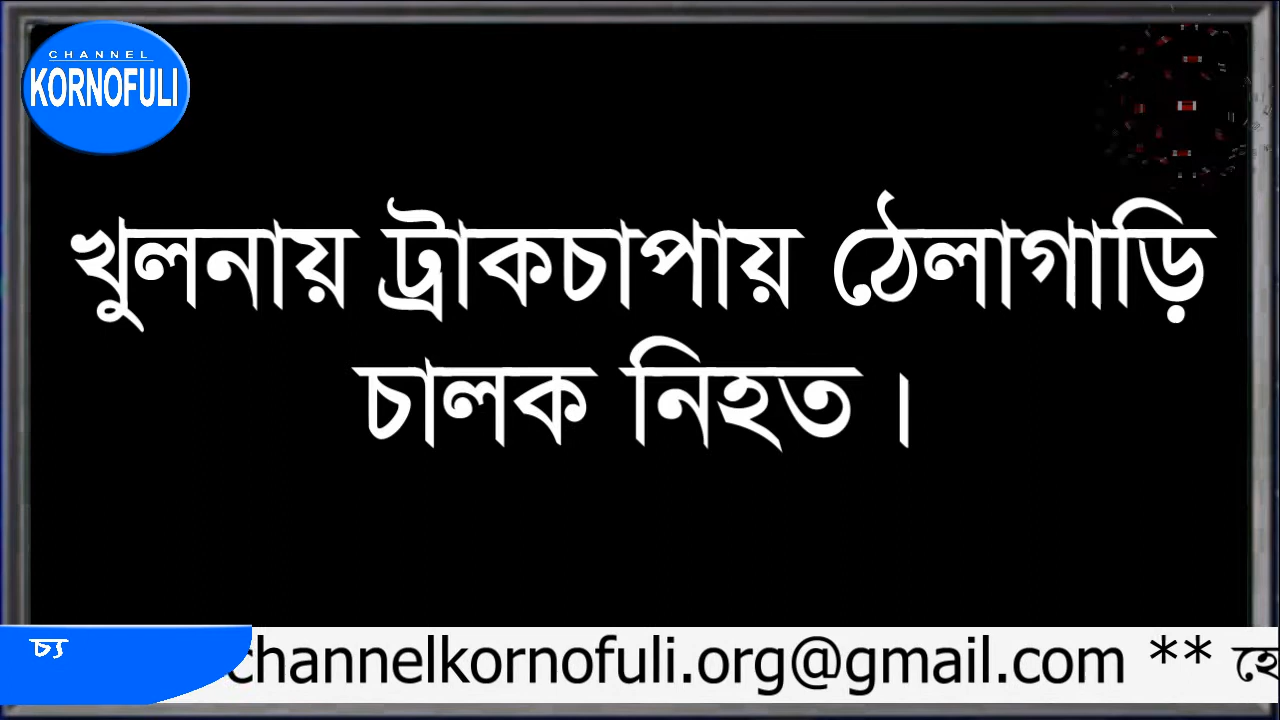 CHANNEL
KORNOFULI
খুলনায় ট্রাকচাপায় ঠেলাগাড়ি
চালক নিহত।
চ্য
channelkornofuli.org@gmail.com ** হে